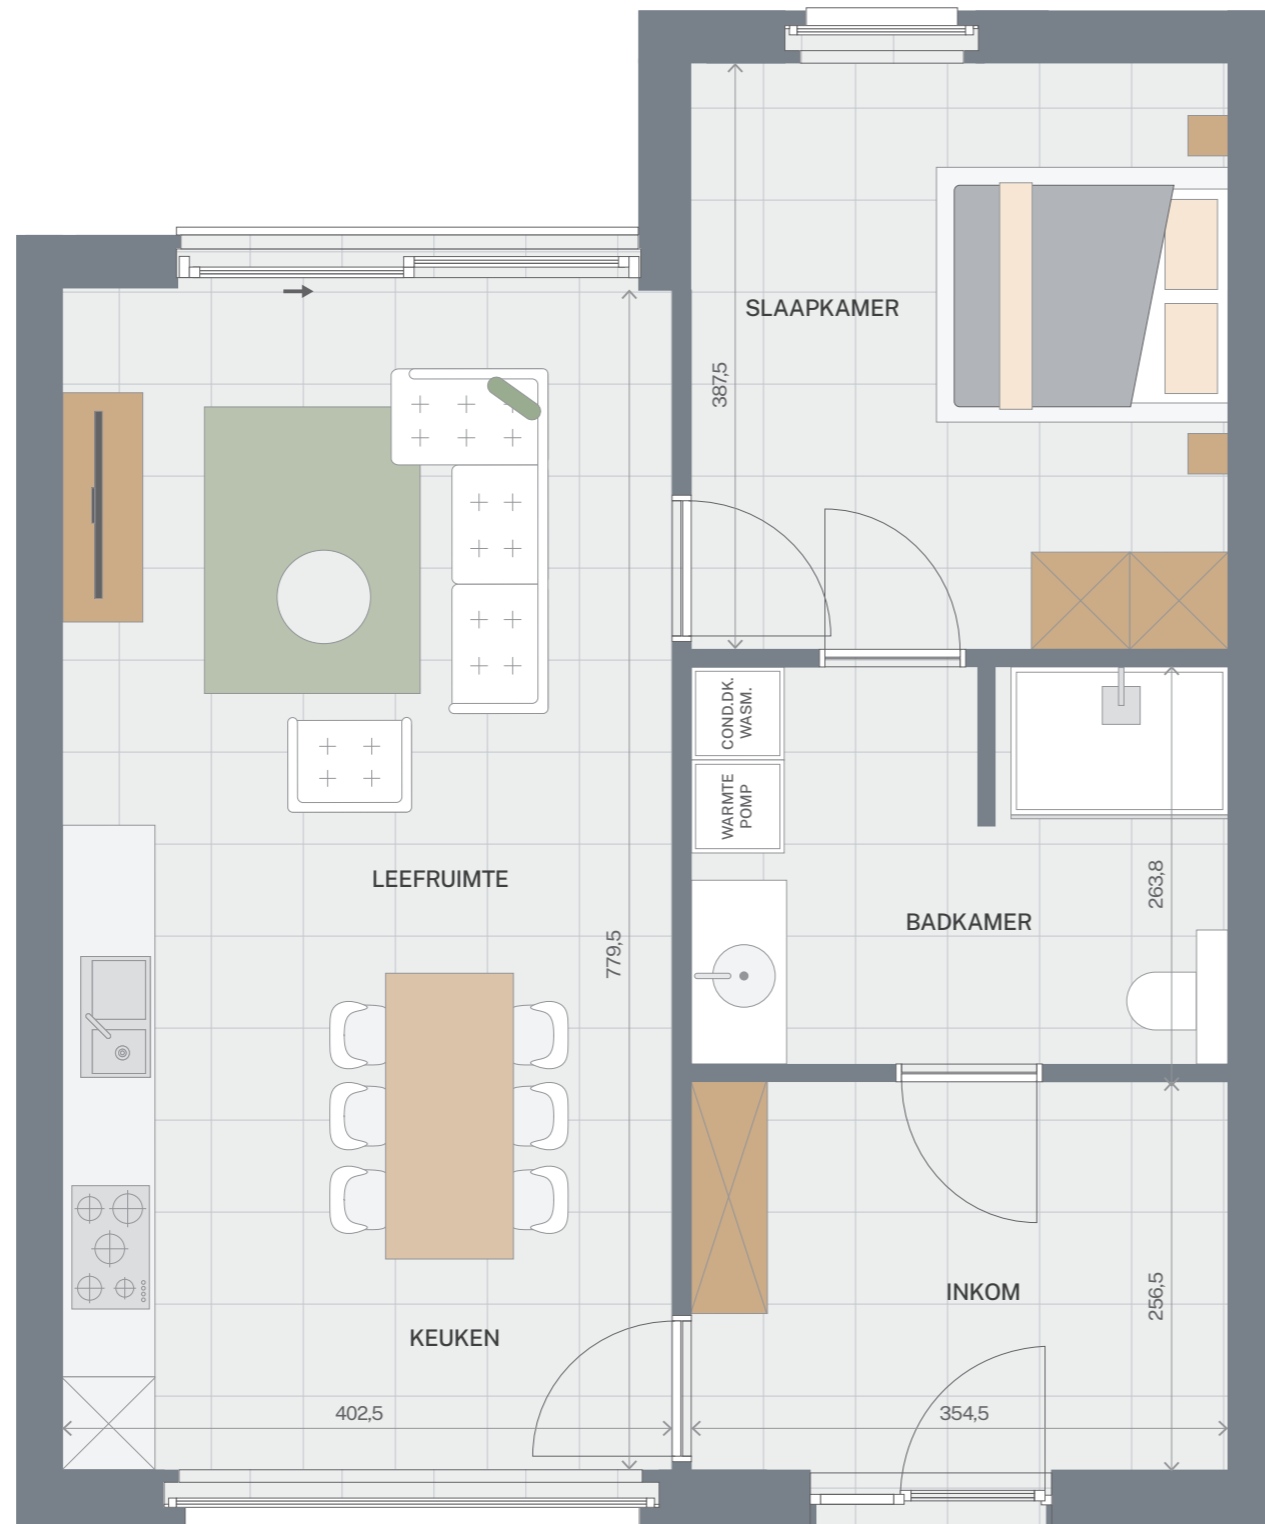 SLAAPKAMER
387,5
COND.DK.
WASM.
WARMTE
POMP
LEEFRUIMTE
263,8
BADKAMER
779,5
INKOM
256,5
KEUKEN
402,5
354,5